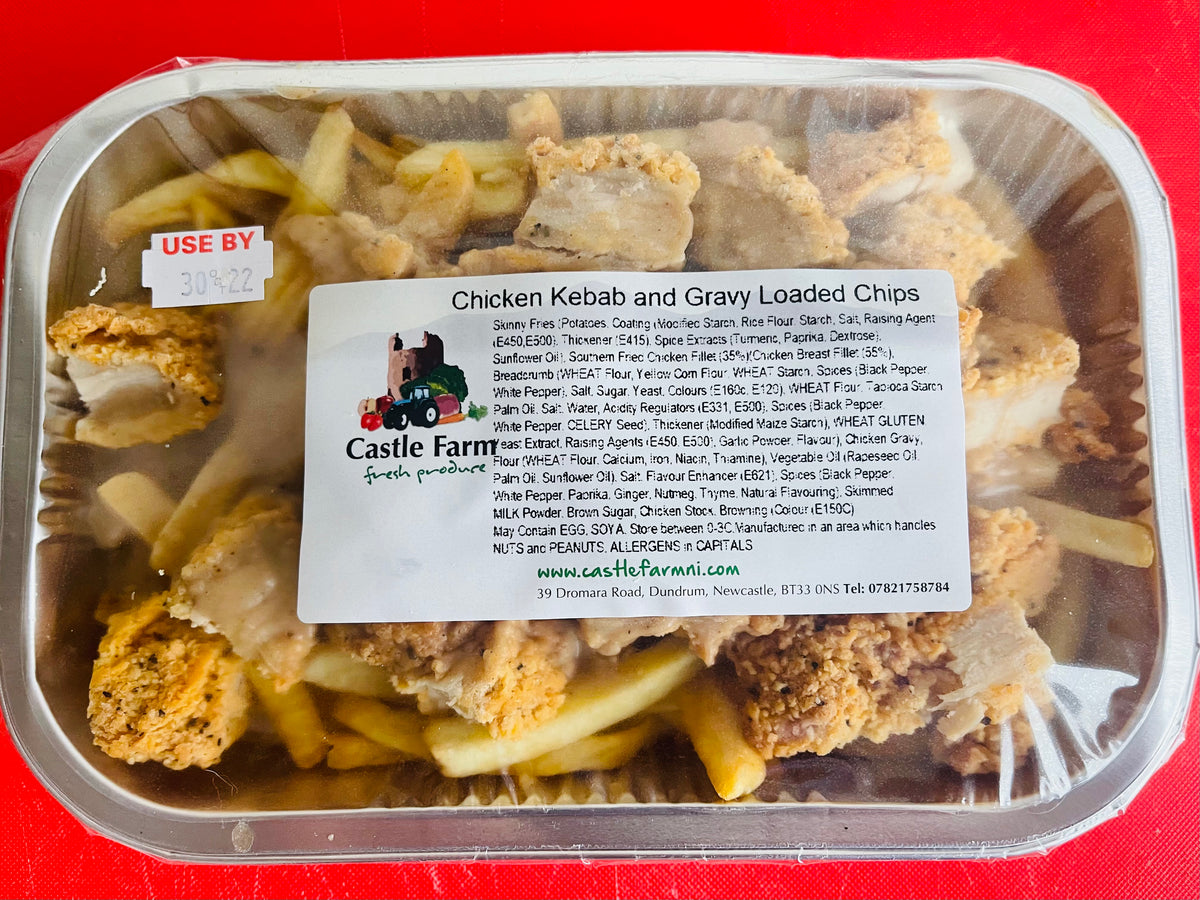 USE BY
30 OCT 22
Chicken Kebab and Gravy Loaded Chips
Skinny Fries (Potatoes, Coating (Modified Starch, Rice Flour, Starch, Salt, Raising Agent
(E450,E500), Thickener (E415), Spice Extracts (Turmeric, Paprika, Dextrose),
Sunflower Oil), Southern Fried Chicken Fillet (35%)(Chicken Breast Fillet (55%),
Breadcrumb (WHEAT Flour, Yellow Corn Flour, WHEAT Starch, Spices (Black Pepper,
White Pepper), Salt, Sugar, Yeast, Colours (E160c, E120), WHEAT Flour, Tapioca Starch
Palm Oil, Salt, Water, Acidity Regulators (E331, E500), Spices (Black Pepper,
White Pepper, CELERY Seed), Thickener (Modified Maize Starch), WHEAT GLUTEN,
Yeast Extract, Raising Agents (E450, E500), Garlic Powder, Flavour), Chicken Gravy,
Flour (WHEAT Flour, Calcium, Iron, Niacin, Thiamine), Vegetable Oil (Rapeseed Oil,
Palm Oil, Sunflower Oil), Salt, Flavour Enhancer (E621), Spices (Black Pepper,
White Pepper, Paprika, Ginger, Nutmeg, Thyme, Natural Flavouring), Skimmed
MILK Powder, Brown Sugar, Chicken Stock, Browning (Colour (E150C)
May Contain EGG, SOYA. Store between 0-3C.Manufactured in an area which handles
NUTS and PEANUTS, ALLERGENS in CAPITALS
Castle Farm
fresh produce
www.castlefarmni.com
39 Dromara Road, Dundrum, Newcastle, BT33 0NS Tel: 07821758784